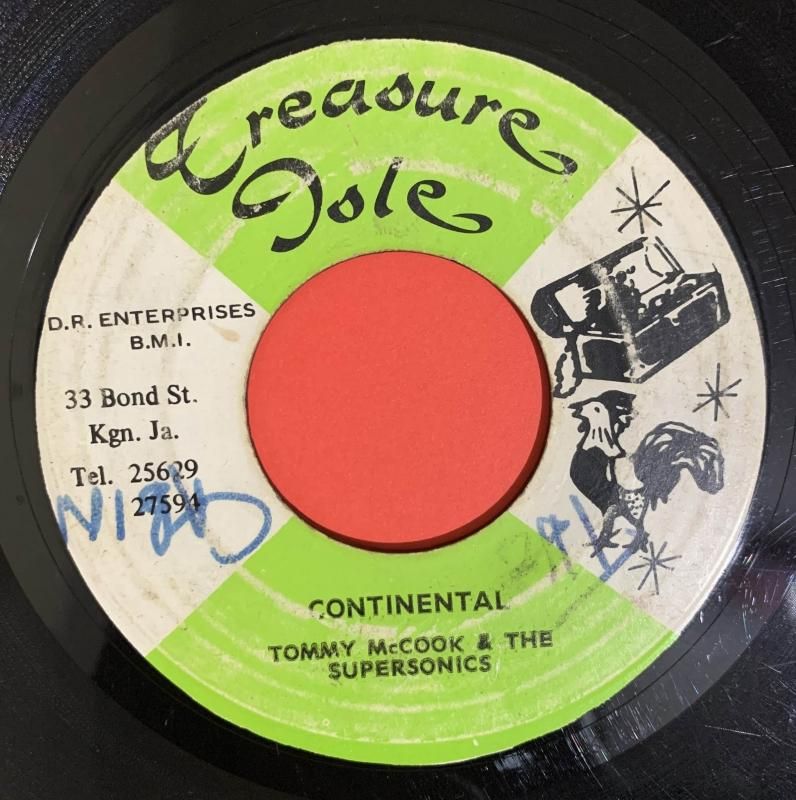 Treasure
Isle
D.R. ENTERPRISES
B.M.I.
33 Bond St.
Kgn. Ja.
Tel. 25629
27594
CONTINENTAL
TOMMY McCOOK & THE
SUPERSONICS